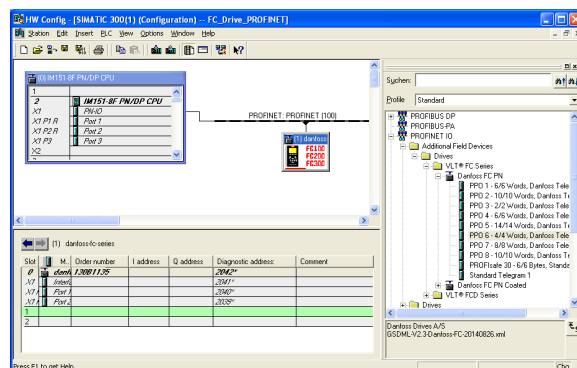 HW Config - [SIMATIC 300(1) (Configuration) -- FC_Drive_PROFINET]
Station Edit Insert PLC View Options Window Help
(0) IM151-8F PN/DP CPU
1
2 IM151-8F PN/DP CPU
X1 PN-IO
X1 P1 R Port 1
X1 P2 R Port 2
X1 P3 Port 3
X2
PROFINET: PROFINET (100)
(1) danfoss
FC100
FC200
FC300
(1) danfoss-fc-series
Slot M... Order number I address Q address Diagnostic address: Comment
0 danf 130B1135 2042*
X1 Interfa 2041*
X1 Port 1 2040*
X1 Port 2 2039*
1
2
Press F1 to get Help.
Suchen:
Profile Standard
PROFIBUS DP
PROFIBUS-PA
PROFINET IO
Additional Field Devices
Drives
VLT® FC Series
Danfoss FC PN
PPO 1 - 6/6 Words, Danfoss Tele
PPO 2 - 10/10 Words, Danfoss Te
PPO 3 - 2/2 Words, Danfoss Tele
PPO 4 - 6/6 Words, Danfoss Tele
PPO 5 - 14/14 Words, Danfoss Te
PPO 6 - 4/4 Words, Danfoss Tele
PPO 7 - 8/8 Words, Danfoss Tele
PPO 8 - 10/10 Words, Danfoss Te
PROFIsafe 30 - 6/6 Bytes, Standa
Standard Telegram 1
Danfoss FC PN Coated
VLT® FCD Series
Drives
Danfoss Drives A/S
GSDML-V2.3-Danfoss-FC-20140826.xml
Chg